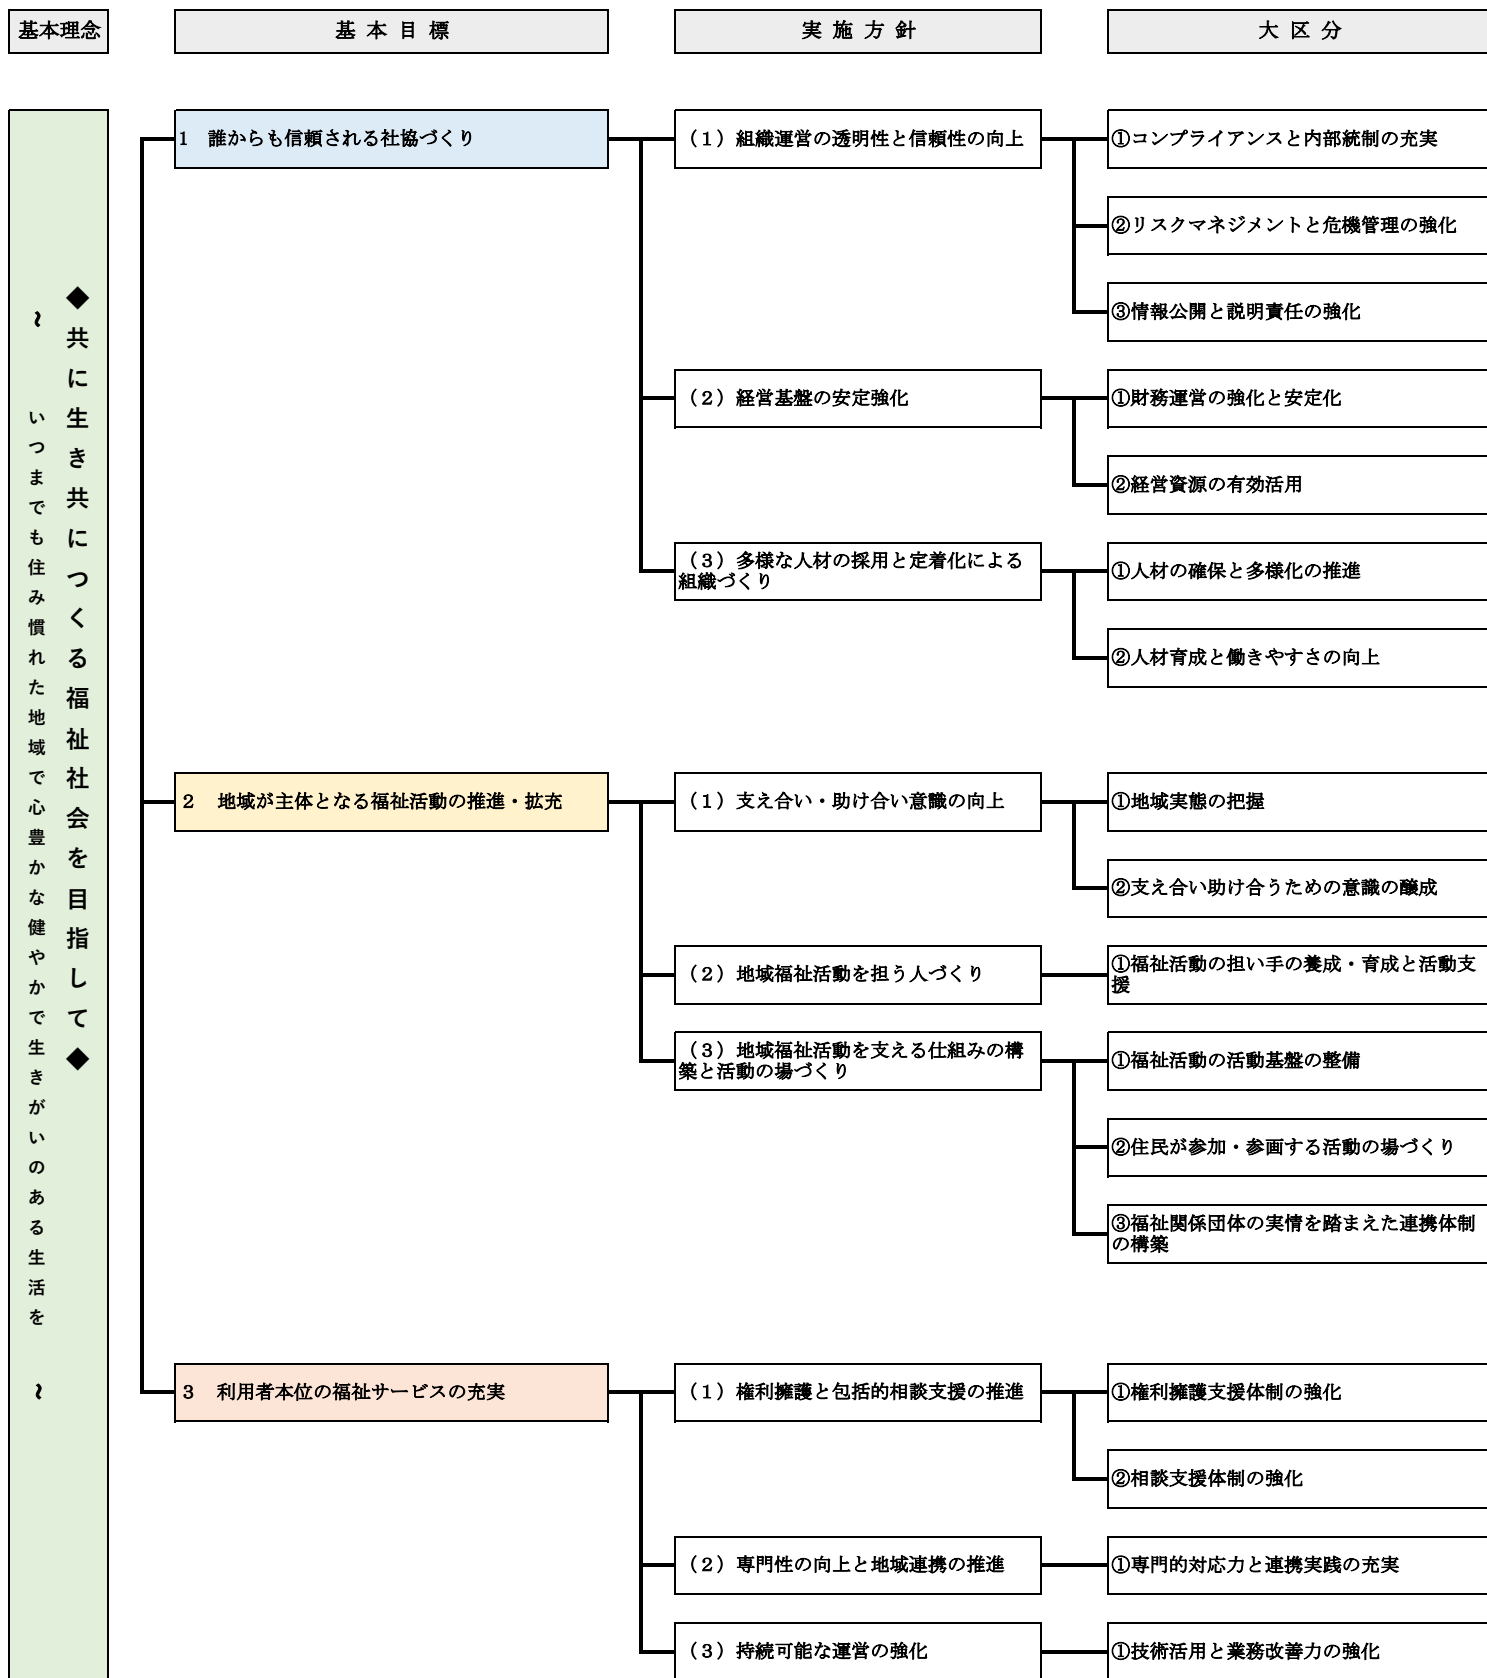 基本理念
基本目標
実施方針
大区分
◆共に生き共につくる福祉社会を目指して◆
~ いつまでも住み慣れた地域で心豊かな健やかで生きがいのある生活を ~
1 誰からも信頼される社協づくり
(1)組織運営の透明性と信頼性の向上
①コンプライアンスと内部統制の充実
②リスクマネジメントと危機管理の強化
③情報公開と説明責任の強化
(2)経営基盤の安定強化
①財務運営の強化と安定化
②経営資源の有効活用
(3)多様な人材の採用と定着化による
組織づくり
①人材の確保と多様化の推進
②人材育成と働きやすさの向上
2 地域が主体となる福祉活動の推進・拡充
(1)支え合い・助け合い意識の向上
①地域実態の把握
②支え合い助け合うための意識の醸成
(2)地域福祉活動を担う人づくり
①福祉活動の担い手の養成・育成と活動支
援
(3)地域福祉活動を支える仕組みの構
築と活動の場づくり
①福祉活動の活動基盤の整備
②住民が参加・参画する活動の場づくり
③福祉関係団体の実情を踏まえた連携体制
の構築
3 利用者本位の福祉サービスの充実
(1)権利擁護と包括的相談支援の推進
①権利擁護支援体制の強化
②相談支援体制の強化
(2)専門性の向上と地域連携の推進
①専門的対応力と連携実践の充実
(3)持続可能な運営の強化
①技術活用と業務改善力の強化